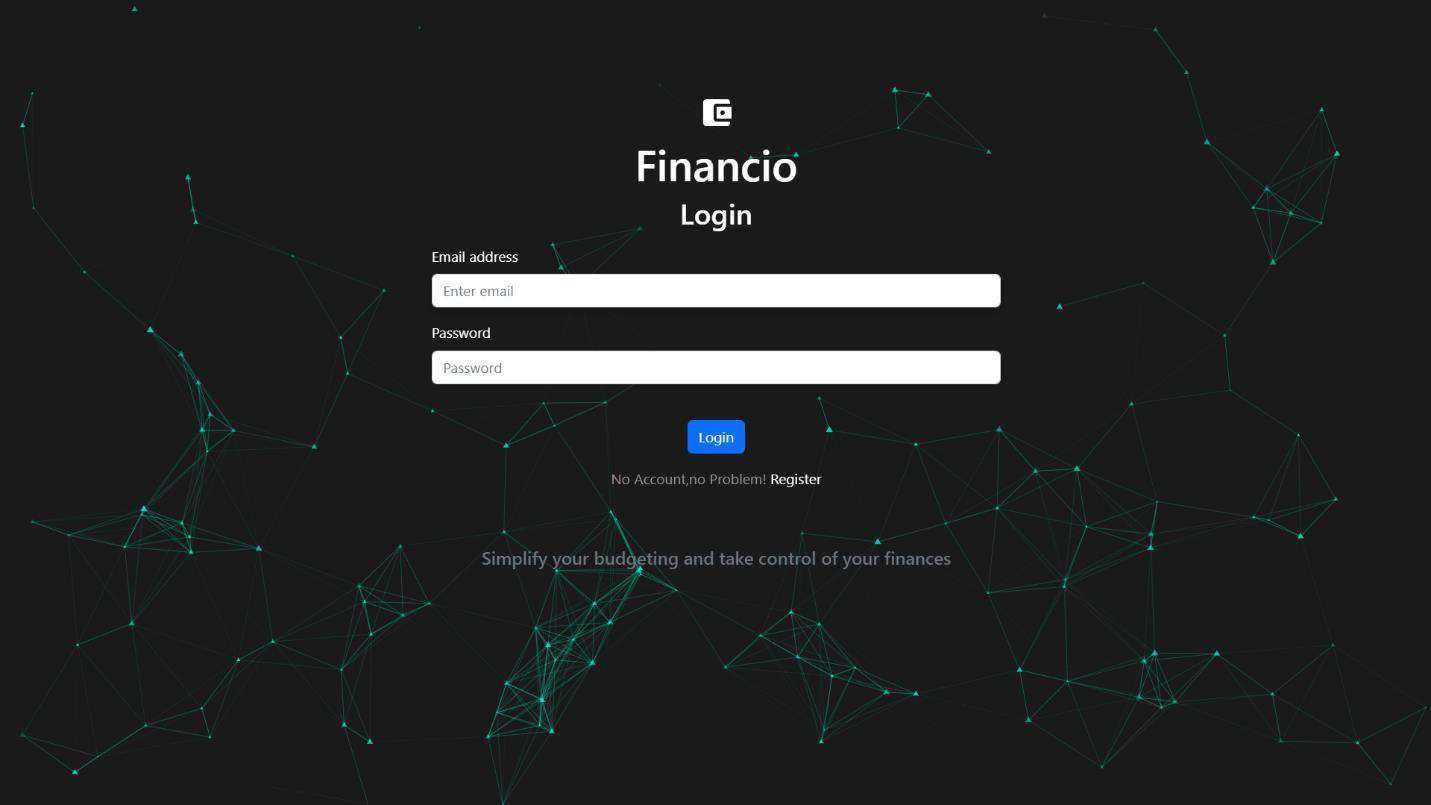 Financio
Login
Email address
Enter email
Password
Password
Login
No Account,no Problem! Register
Simplify your budgeting and take control of your finances